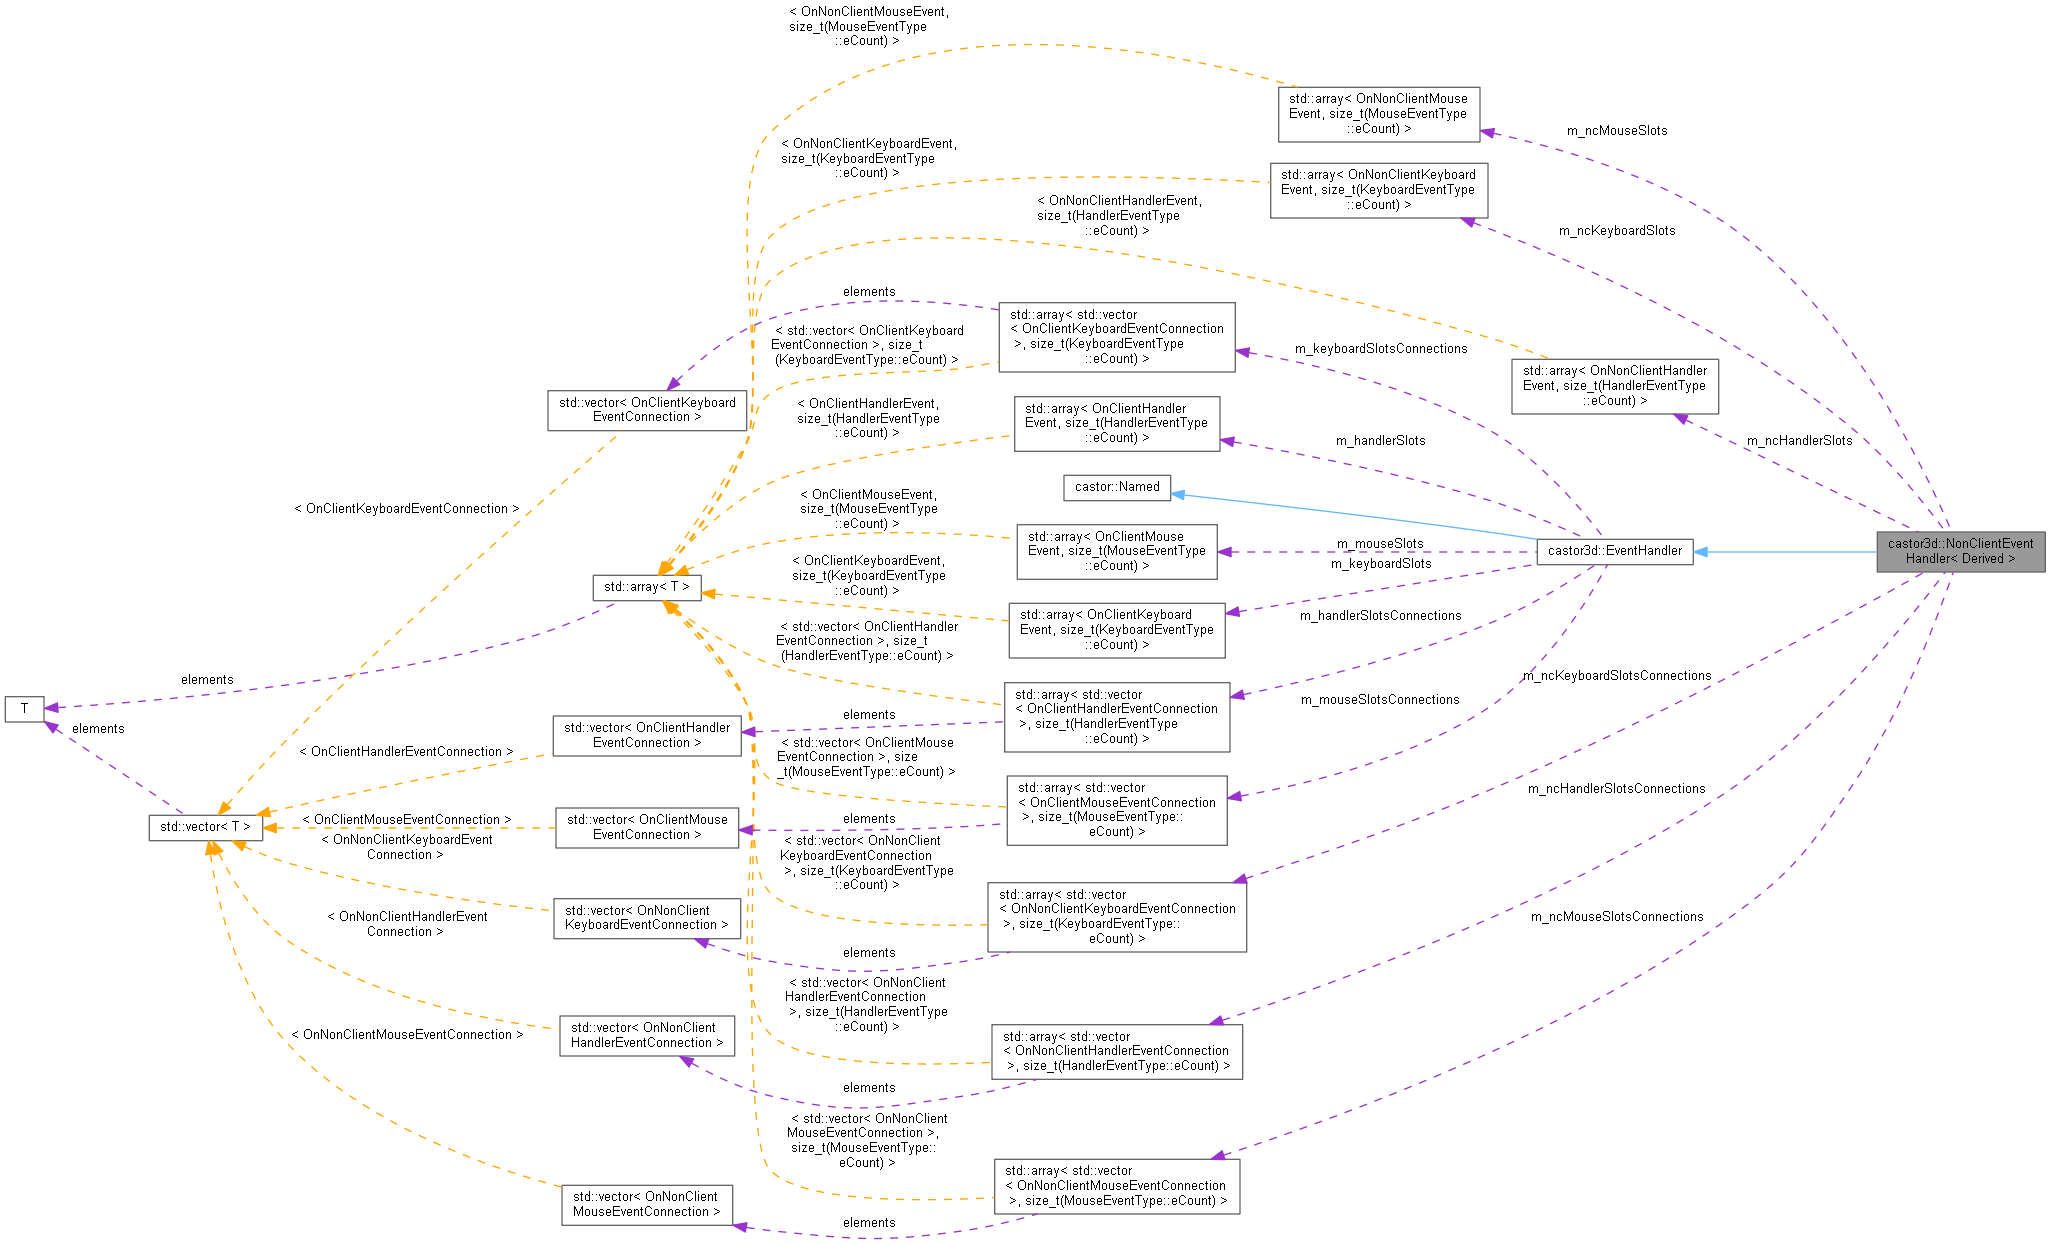 < OnNonClientMouseEvent,
size_t(MouseEventType
::eCount) >
std::array< OnNonClientMouse
Event, size_t(MouseEventType
::eCount) >
m_ncMouseSlots
< OnNonClientKeyboardEvent,
size_t(KeyboardEventType
::eCount) >
std::array< OnNonClientKeyboard
Event, size_t(KeyboardEventType
::eCount) >
m_ncKeyboardSlots
< OnNonClientHandlerEvent,
size_t(HandlerEventType
::eCount) >
elements
std::array< std::vector
< OnClientKeyboardEventConnection
>, size_t(KeyboardEventType
::eCount) >
< std::vector< OnClientKeyboard
EventConnection >, size_t
(KeyboardEventType::eCount) >
m_keyboardSlotsConnections
std::array< OnNonClientHandler
Event, size_t(HandlerEventType
::eCount) >
std::vector< OnClientKeyboard
EventConnection >
< OnClientHandlerEvent,
size_t(HandlerEventType
::eCount) >
std::array< OnClientHandler
Event, size_t(HandlerEventType
::eCount) >
m_handlerSlots
m_ncHandlerSlots
castor::Named
< OnClientKeyboardEventConnection >
< OnClientMouseEvent,
size_t(MouseEventType
::eCount) >
std::array< OnClientMouse
Event, size_t(MouseEventType
::eCount) >
m_mouseSlots
m_keyboardSlots
castor3d::EventHandler
castor3d::NonClientEvent
Handler< Derived >
std::array< T >
< OnClientKeyboardEvent,
size_t(KeyboardEventType
::eCount) >
std::array< OnClientKeyboard
Event, size_t(KeyboardEventType
::eCount) >
m_handlerSlotsConnections
< std::vector< OnClientHandler
EventConnection >, size_t
(HandlerEventType::eCount) >
elements
std::array< std::vector
< OnClientHandlerEventConnection
>, size_t(HandlerEventType
::eCount) >
m_ncKeyboardSlotsConnections
m_mouseSlotsConnections
T
elements
elements
std::vector< OnClientHandler
EventConnection >
< OnClientHandlerEventConnection >
< std::vector< OnClientMouse
EventConnection >, size
_t(MouseEventType::eCount) >
std::array< std::vector
< OnClientMouseEventConnection
>, size_t(MouseEventType::
eCount) >
m_ncHandlerSlotsConnections
std::vector< T >
< OnClientMouseEventConnection >
std::vector< OnClientMouse
EventConnection >
elements
< OnNonClientKeyboardEvent
Connection >
< std::vector< OnNonClient
KeyboardEventConnection
>, size_t(KeyboardEventType
::eCount) >
std::array< std::vector
< OnNonClientKeyboardEventConnection
>, size_t(KeyboardEventType::
eCount) >
std::vector< OnNonClient
KeyboardEventConnection >
< OnNonClientHandlerEvent
Connection >
m_ncMouseSlotsConnections
elements
< std::vector< OnNonClient
HandlerEventConnection
>, size_t(HandlerEventType
::eCount) >
< OnNonClientMouseEventConnection >
std::vector< OnNonClient
HandlerEventConnection >
std::array< std::vector
< OnNonClientHandlerEventConnection
>, size_t(HandlerEventType::eCount) >
elements
< std::vector< OnNonClient
MouseEventConnection >,
size_t(MouseEventType::
eCount) >
std::array< std::vector
< OnNonClientMouseEventConnection
>, size_t(MouseEventType::eCount) >
std::vector< OnNonClient
MouseEventConnection >
elements